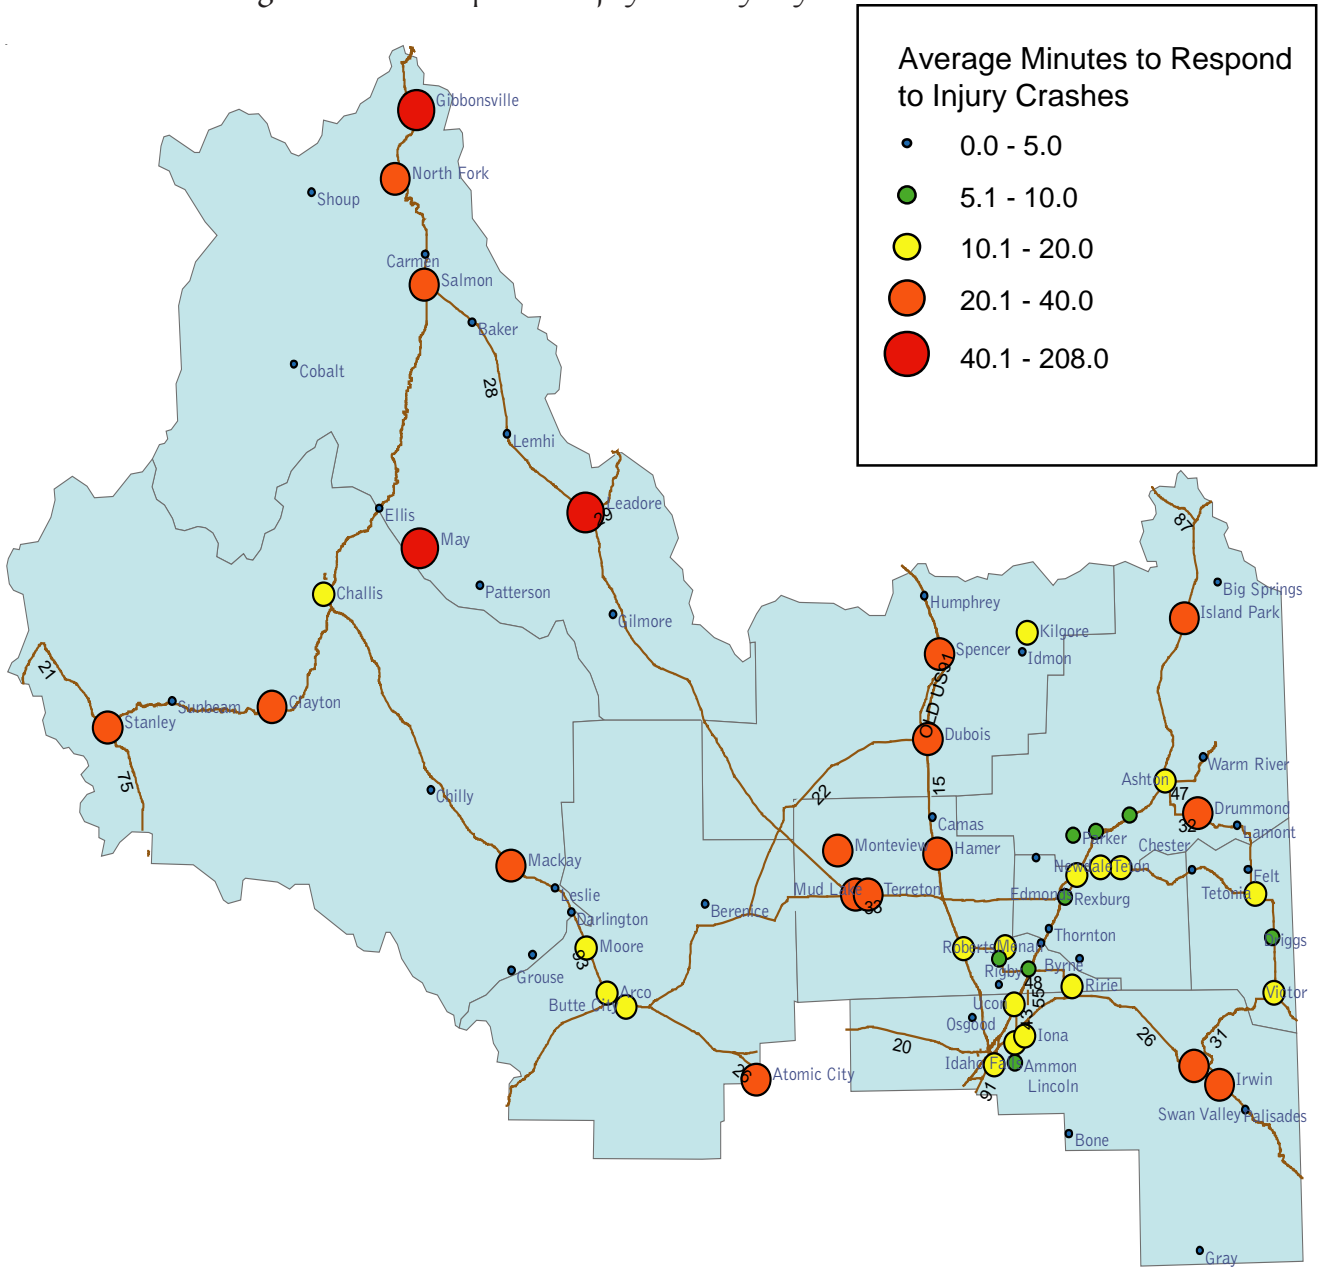 Average Minutes to Respond
to Injury Crashes
0.0 - 5.0
5.1 - 10.0
10.1 - 20.0
20.1 - 40.0
40.1 - 208.0
Gibbonsville
North Fork
Shoup
Carmen
Salmon
Baker
Cobalt
28
Lemhi
Leadore
29
Ellis
May
Challis
Patterson
Gilmore
21
Stanley
Sunbeam
Clayton
75
Chilly
Mackay
Leslie
Darlington
Moore
93
Grouse
Arco
Butte City
Berenice
26
Atomic City
87
Big Springs
Island Park
Humphrey
Kilgore
Spencer
Idmon
OLD US91
Dubois
22
15
Warm River
Ashton
47
Drummond
32
Lamont
Camas
Parker
Chester
Monteview
Hamer
Newdale
Teton
Felt
Mud Lake
Terreton
33
Edmonds
Rexburg
Tetonia
Thornton
Driggs
Roberts
Menan
Rigby
Byrne
48
Ririe
Victor
Ucon
55
43
Osgood
Iona
20
26
31
Idaho Falls
Ammon
Lincoln
91
Irwin
Swan Valley
Palisades
Bone
Gray